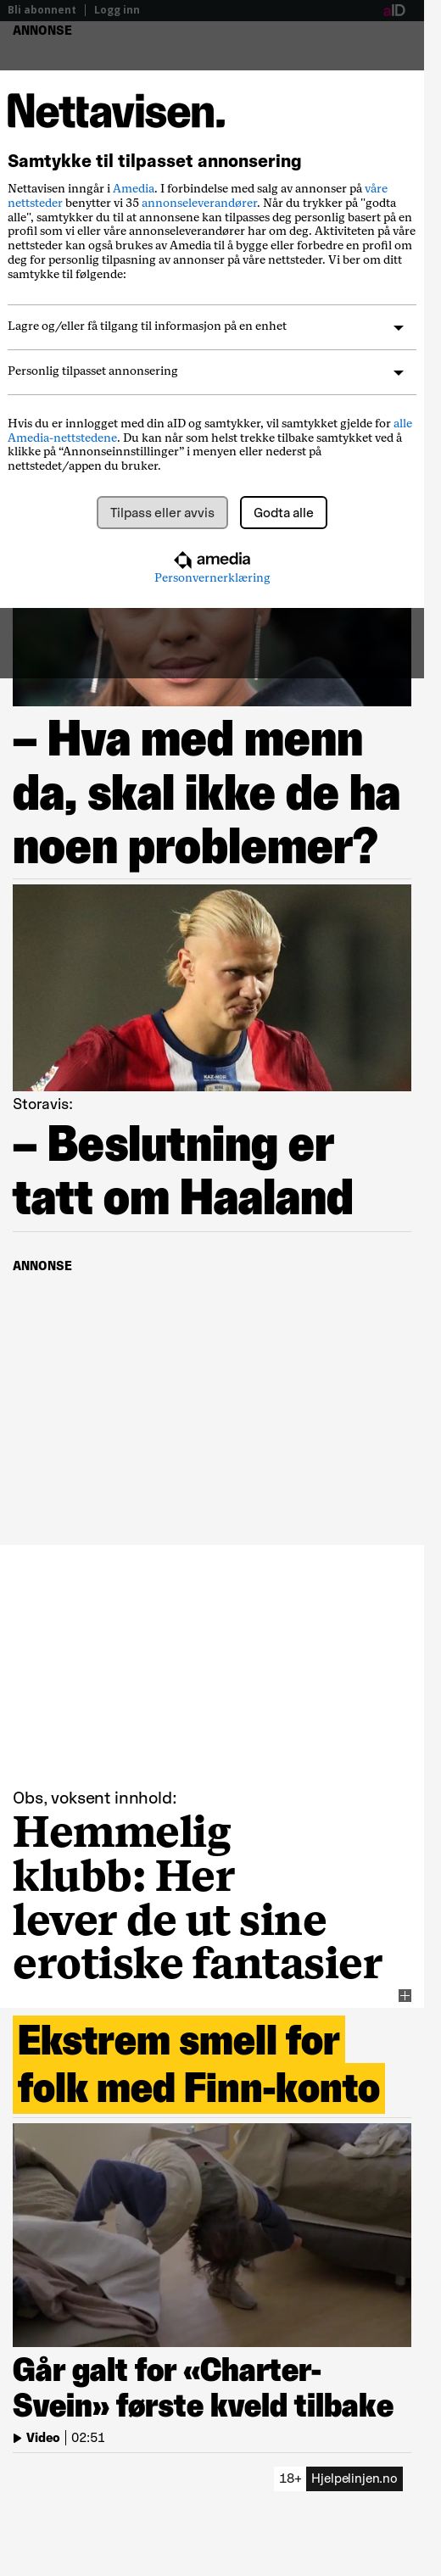 Bli abonnent | Logg inn
aID
ANNONSE
Nettavisen.
Samtykke til tilpasset annonsering
Nettavisen inngår i Amedia. I forbindelse med salg av annonser på våre
nettsteder benytter vi 35 annonseleverandører. Når du trykker på "godta
alle", samtykker du til at annonsene kan tilpasses deg personlig basert på en
profil som vi eller våre annonseleverandører har om deg. Aktiviteten på våre
nettsteder kan også brukes av Amedia til å bygge eller forbedre en profil om
deg for personlig tilpasning av annonser på våre nettsteder. Vi ber om ditt
samtykke til følgende:
Lagre og/eller få tilgang til informasjon på en enhet
Personlig tilpasset annonsering
Hvis du er innlogget med din aID og samtykker, vil samtykket gjelde for alle
Amedia-nettstedene. Du kan når som helst trekke tilbake samtykket ved å
klikke på “Annonseinnstillinger” i menyen eller nederst på
nettstedet/appen du bruker.
Tilpass eller avvis
Godta alle
amedia
Personvernerklæring
– Hva med menn
da, skal ikke de ha
noen problemer?
Storavis:
– Beslutning er
tatt om Haaland
ANNONSE
Obs, voksent innhold:
Hemmelig
klubb: Her
lever de ut sine
erotiske fantasier
Ekstrem smell for
folk med Finn-konto
Går galt for «Charter-
Svein» første kveld tilbake
Video | 02:51
18+ Hjelpelinjen.no